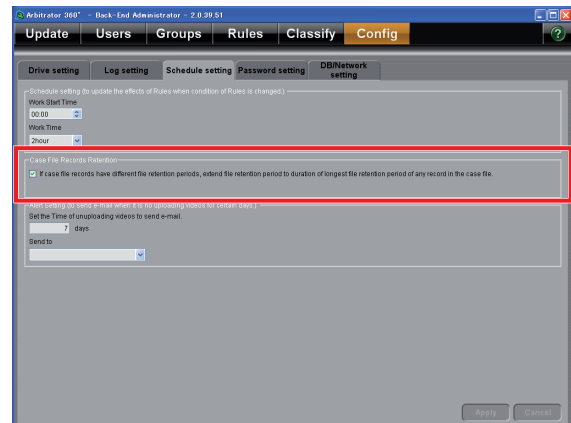 Arbitrator 360° - Back-End Administrator - 2.0.39.51
Update Users Groups Rules Classify Config ?
Drive setting Log setting Schedule setting Password setting DB/Network setting
Schedule setting (to update the effects of Rules when condition of Rules is changed.)
Work Start Time
00:00
Work Time
2hour
Case File Records Retention
If case file records have different file retention periods, extend file retention period to duration of longest file retention period of any record in the case file.
Alert Setting (to send e-mail when it is no uploading videos for certain days.)
Set the Time of unuploading videos to send e-mail.
7 days
Send to
Apply Cancel